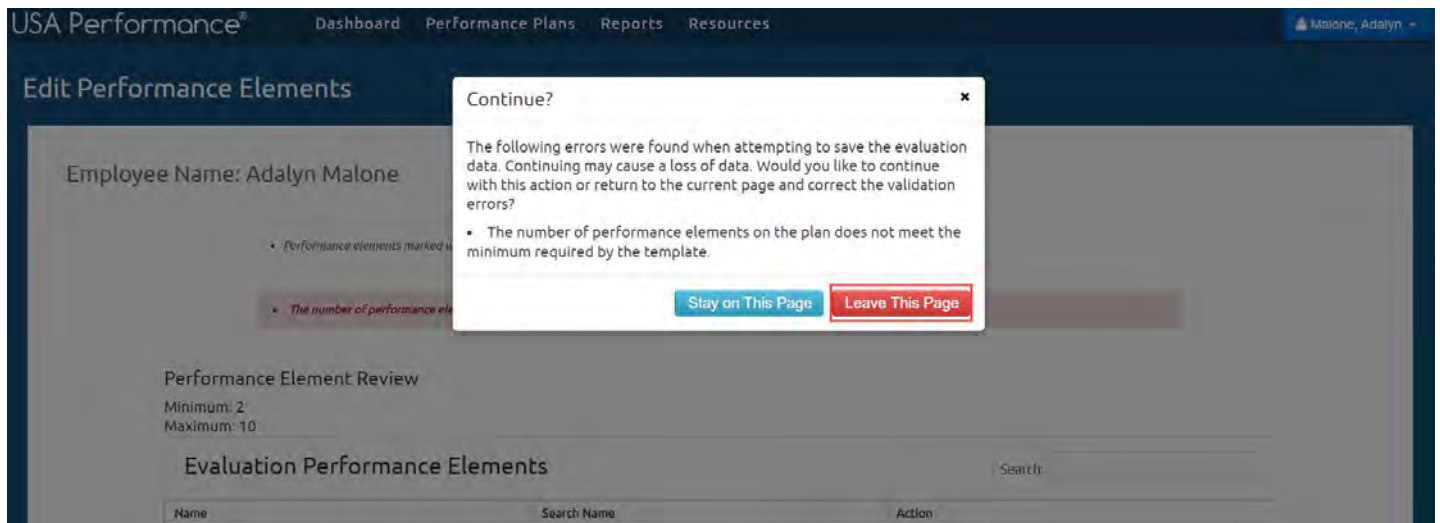 USA Performance® Dashboard Performance Plans Reports Resources Malone, Adalyn
Edit Performance Elements
Continue?
The following errors were found when attempting to save the evaluation
data. Continuing may cause a loss of data. Would you like to continue
with this action or return to the current page and correct the validation
errors?
• The number of performance elements on the plan does not meet the
minimum required by the template.
Stay on This Page Leave This Page
Employee Name: Adalyn Malone
• Performance elements marked
• The number of performance
Performance Element Review
Minimum: 2
Maximum: 10
Evaluation Performance Elements Search:
Name Search Name Action